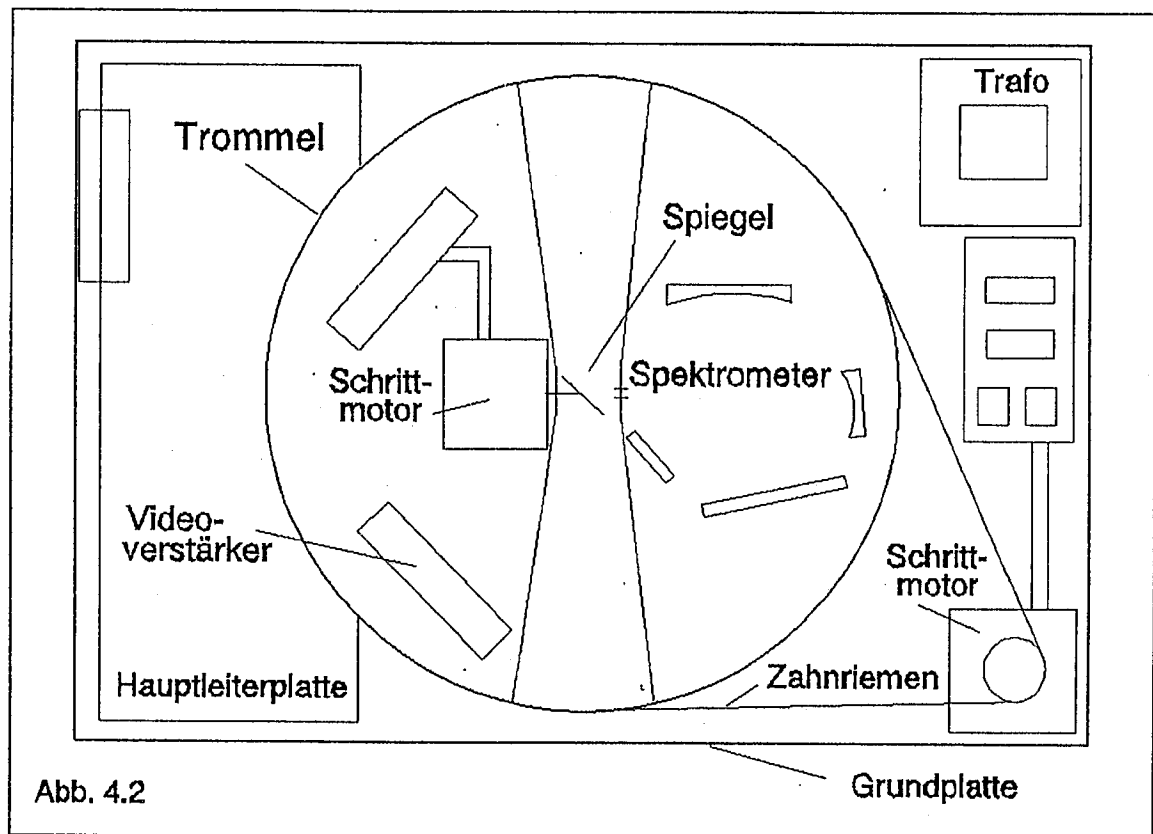 Trafo
Trommel
Spiegel
Schritt-
motor
Spektrometer
Video-
verstärker
Schritt-
motor
Hauptleiterplatte
Zahnriemen
Grundplatte
Abb. 4.2